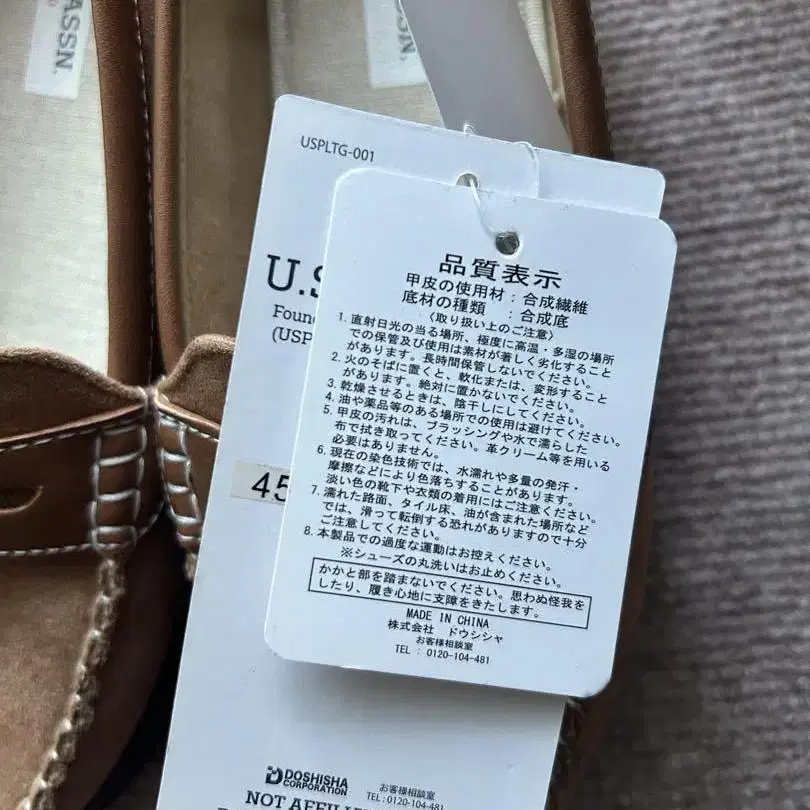 ASSN.
USPLTG-001
U.S
Foun
(USP
45
品質表示
甲皮の使用材：合成繊維
底材の種類　：合成底
〈取り扱い上のご注意〉
1. 直射日光の当る場所、極度に高温・多湿の場所
での保管及び使用は素材が著しく劣化すること
があります。長時間保管しないでください。
2. 火のそばに置くと、軟化または、変形すること
があります。絶対に置かないでください。
3. 乾燥させるときは、陰干しにしてください。
4. 油や薬品等のある場所での使用は避けてください。
5. 甲皮の汚れは、ブラッシングや水で濡らした
布で拭き取ってください。革クリーム等を用いる
必要はありません。
6. 現在の染色技術では、水濡れや多量の発汗・
摩擦などにより色落ちすることがあります。
淡い色の靴下や衣類の着用にはご注意ください。
7. 濡れた路面、タイル床、油が含まれた場所など
では、滑って転倒する恐れがありますので十分
ご注意してください。
8. 本製品での過度な運動はお控えください。
※シューズの丸洗いはお止めください。
かかと部を踏まないでください。思わぬ怪我を
したり、履き心地に支障をきたします。
MADE IN CHINA
株式会社　ドウシシャ
お客様相談室
TEL : 0120-104-481
DOSHISHA
CORPORATION
お客様相談室
TEL : 0120-104-481
NOT AFFILI